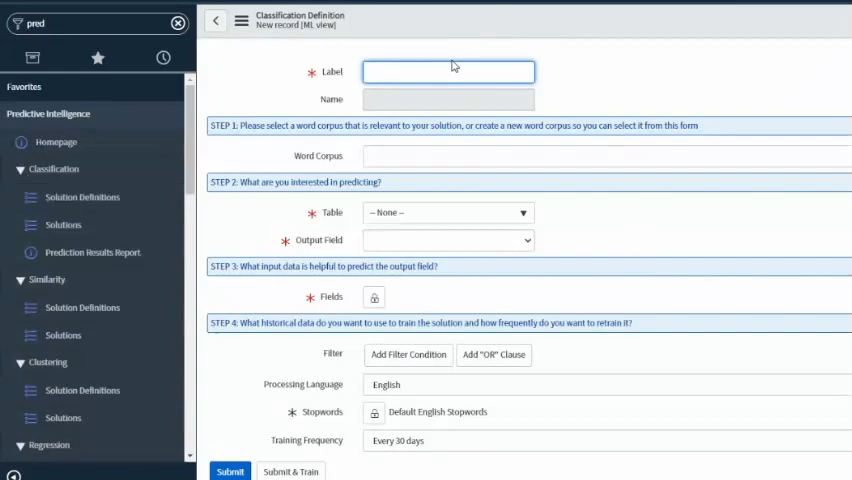 pred
Classification Definition
New record [ML view]
Favorites
Predictive Intelligence
Homepage
Classification
Solution Definitions
Solutions
Prediction Results Report
Similarity
Solution Definitions
Solutions
Clustering
Solution Definitions
Solutions
Regression
* Label
Name
STEP 1: Please select a word corpus that is relevant to your solution, or create a new word corpus so you can select it from this form
Word Corpus
STEP 2: What are you interested in predicting?
* Table
-- None --
* Output Field
STEP 3: What input data is helpful to predict the output field?
* Fields
STEP 4: What historical data do you want to use to train the solution and how frequently do you want to retrain it?
Filter
Add Filter Condition
Add "OR" Clause
Processing Language
English
* Stopwords
Default English Stopwords
Training Frequency
Every 30 days
Submit
Submit & Train